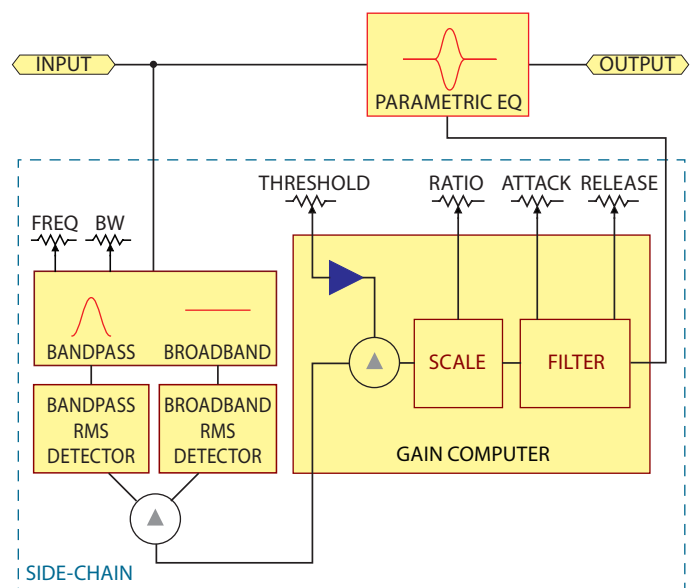 INPUT
OUTPUT
PARAMETRIC EQ
THRESHOLD
RATIO
ATTACK
RELEASE
FREQ
BW
BANDPASS
BROADBAND
SCALE
FILTER
BANDPASS
RMS
DETECTOR
BROADBAND
RMS
DETECTOR
GAIN COMPUTER
SIDE-CHAIN